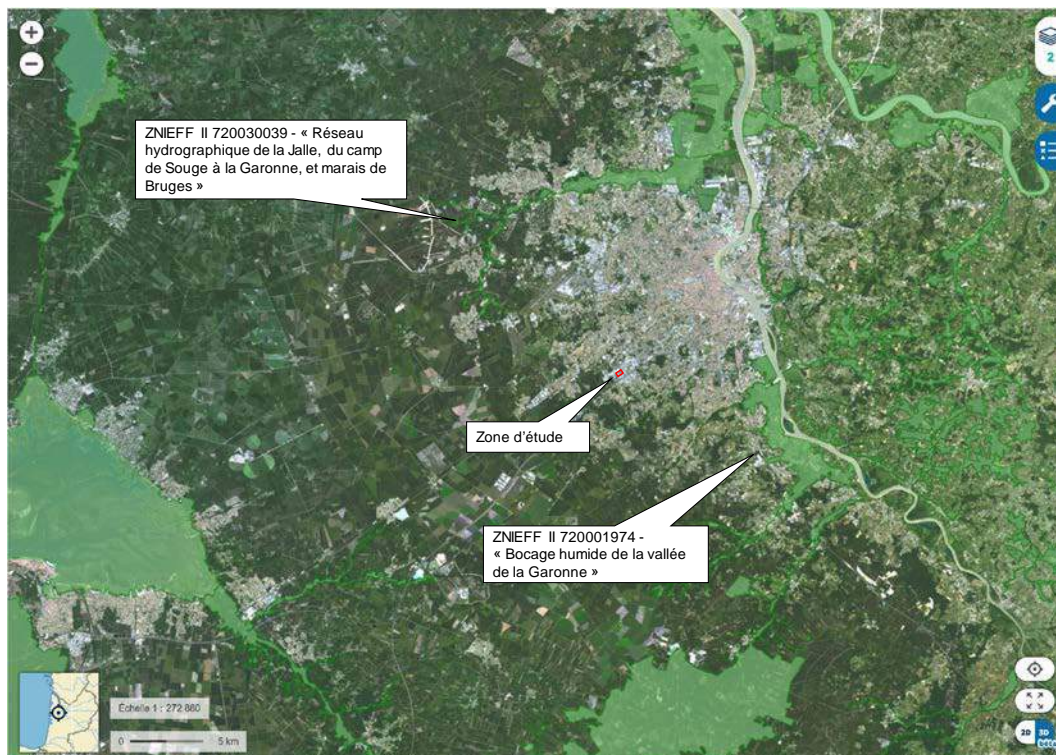 2
ZNIEFF II 720030039 - « Réseau
hydrographique de la Jalle, du camp
de Souge à la Garonne, et marais de
Bruges »
Zone d'étude
ZNIEFF II 720001974 -
« Bocage humide de la vallée
de la Garonne »
Échelle 1 : 272 880
0 5 km
2D 3D